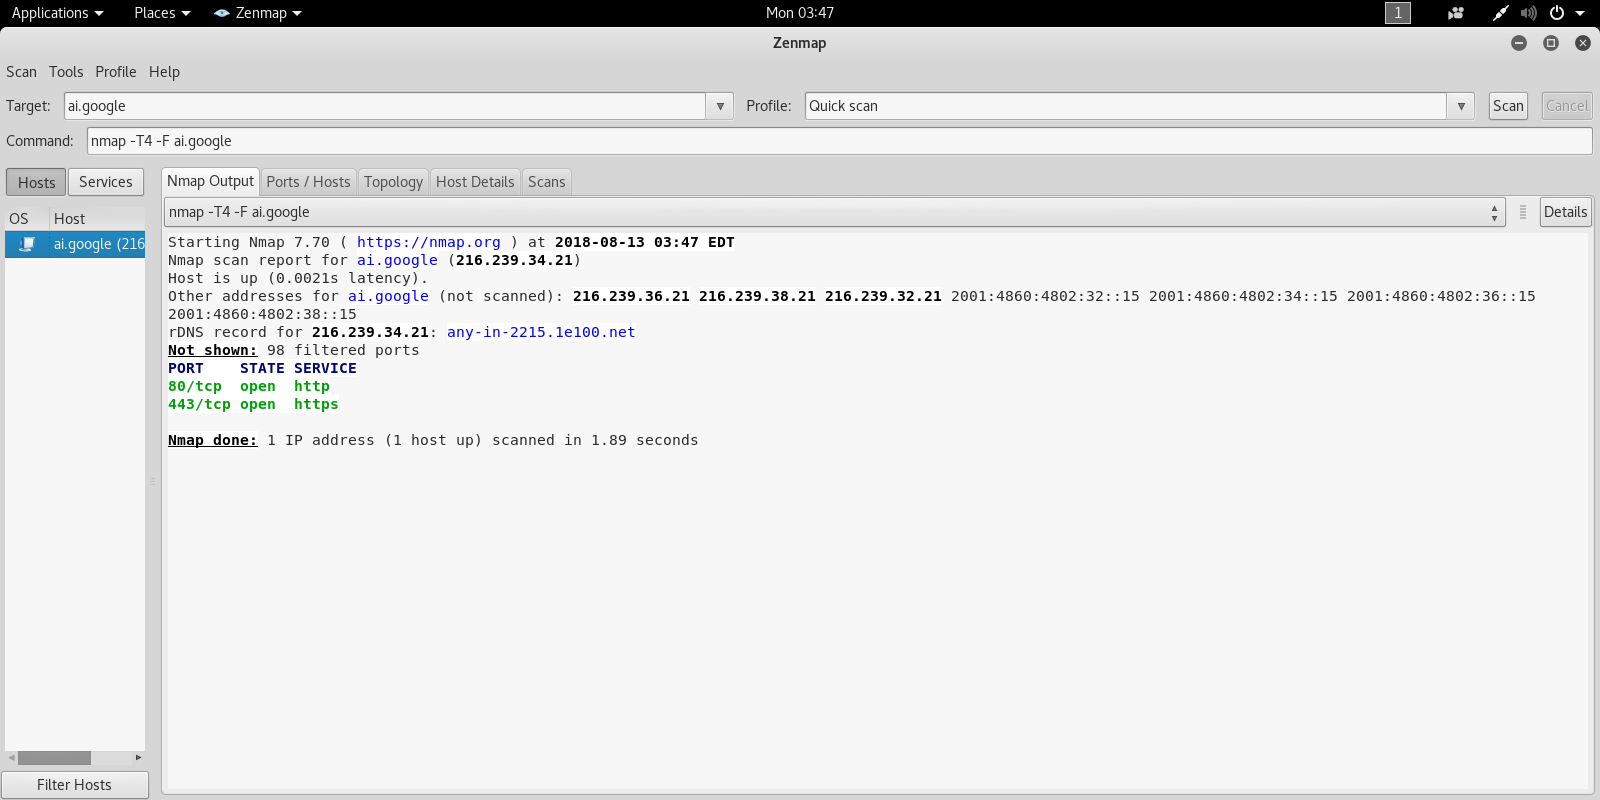 Applications Places Zenmap Mon 03:47 1
Zenmap
Scan Tools Profile Help
Target: ai.google Profile: Quick scan Scan Cancel
Command: nmap -T4 -F ai.google
Hosts Services Nmap Output Ports / Hosts Topology Host Details Scans
OS Host nmap -T4 -F ai.google Details
ai.google (216
Starting Nmap 7.70 ( https://nmap.org ) at 2018-08-13 03:47 EDT
Nmap scan report for ai.google (216.239.34.21)
Host is up (0.0021s latency).
Other addresses for ai.google (not scanned): 216.239.36.21 216.239.38.21 216.239.32.21 2001:4860:4802:32::15 2001:4860:4802:34::15 2001:4860:4802:36::15
2001:4860:4802:38::15
rDNS record for 216.239.34.21: any-in-2215.1e100.net
Not shown: 98 filtered ports
PORT STATE SERVICE
80/tcp open http
443/tcp open https
Nmap done: 1 IP address (1 host up) scanned in 1.89 seconds
Filter Hosts